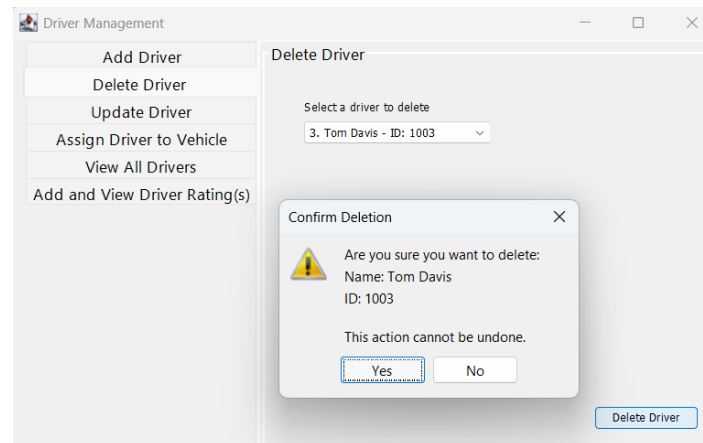 Driver Management
Add Driver
Delete Driver
Update Driver
Assign Driver to Vehicle
View All Drivers
Add and View Driver Rating(s)
Delete Driver
Select a driver to delete
3. Tom Davis - ID: 1003
Confirm Deletion
Are you sure you want to delete:
Name: Tom Davis
ID: 1003
This action cannot be undone.
Yes
No
Delete Driver